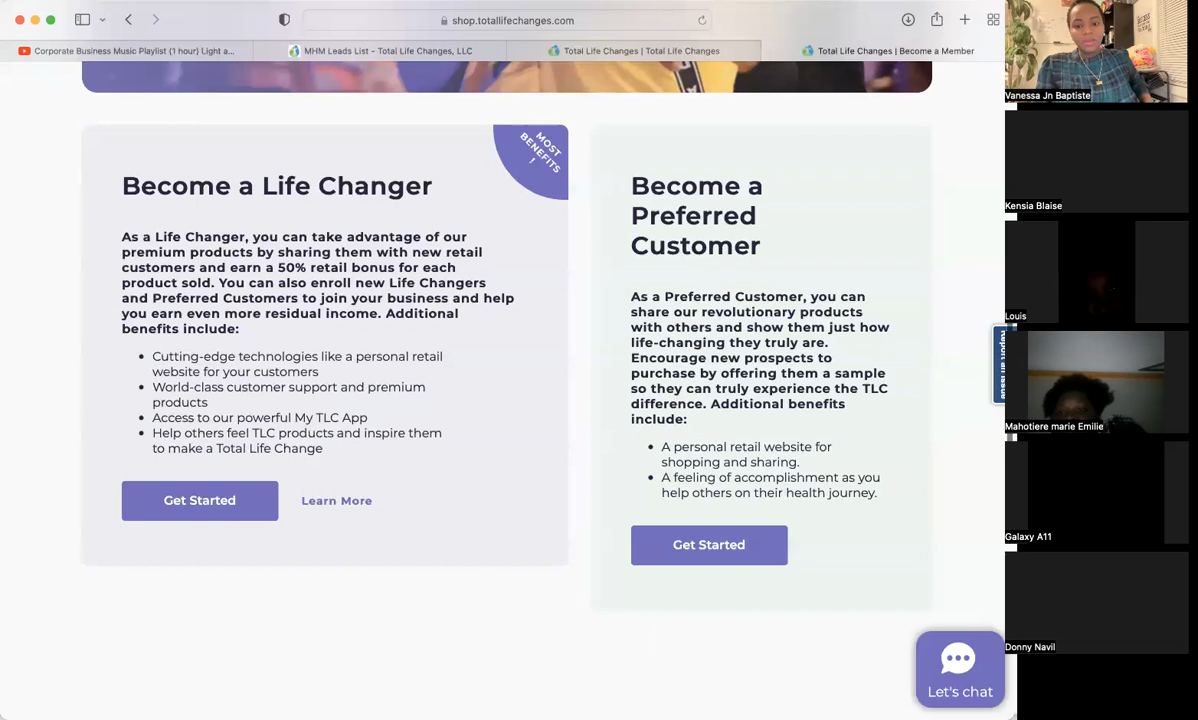 shop.totallifechanges.com
Corporate Business Music Playlist (1 hour) Light a...
MHM Leads List - Total Life Changes, LLC
Total Life Changes | Total Life Changes
Total Life Changes | Become a Member
MOST
BENEFITS
!
Become a Life Changer
As a Life Changer, you can take advantage of our
premium products by sharing them with new retail
customers and earn a 50% retail bonus for each
product sold. You can also enroll new Life Changers
and Preferred Customers to join your business and help
you earn even more residual income. Additional
benefits include:
• Cutting-edge technologies like a personal retail
website for your customers
• World-class customer support and premium
products
• Access to our powerful My TLC App
• Help others feel TLC products and inspire them
to make a Total Life Change
Get Started
Learn More
Become a
Preferred
Customer
As a Preferred Customer, you can
share our revolutionary products
with others and show them just how
life-changing they truly are.
Encourage new prospects to
purchase by offering them a sample
so they can truly experience the TLC
difference. Additional benefits
include:
• A personal retail website for
shopping and sharing.
• A feeling of accomplishment as you
help others on their health journey.
Get Started
Report an Issue
Let's chat
Vanessa Jn Baptiste
Kensia Blaise
Louis
Mahotiere marie Emilie
Galaxy A11
Donny Navil